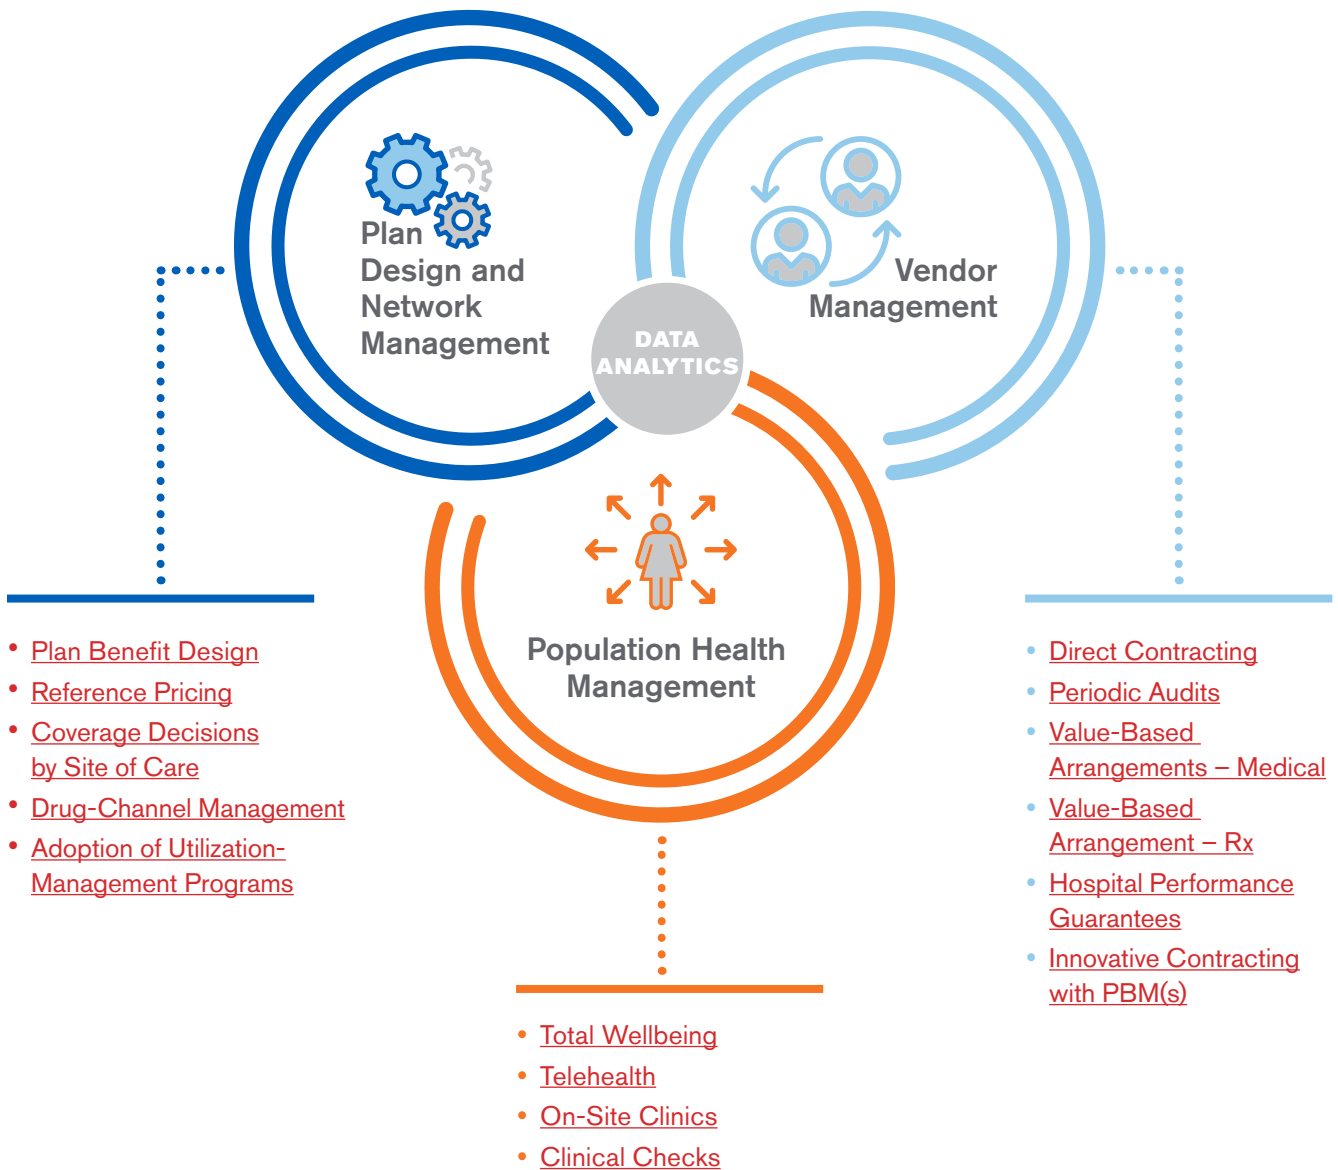 Plan
Design and
Network
Management
Vendor
Management
DATA
ANALYTICS
Population Health
Management
• Plan Benefit Design
• Reference Pricing
• Coverage Decisions
by Site of Care
• Drug-Channel Management
• Adoption of Utilization-
Management Programs
• Direct Contracting
• Periodic Audits
• Value-Based
Arrangements – Medical
• Value-Based
Arrangement – Rx
• Hospital Performance
Guarantees
• Innovative Contracting
with PBM(s)
• Total Wellbeing
• Telehealth
• On-Site Clinics
• Clinical Checks